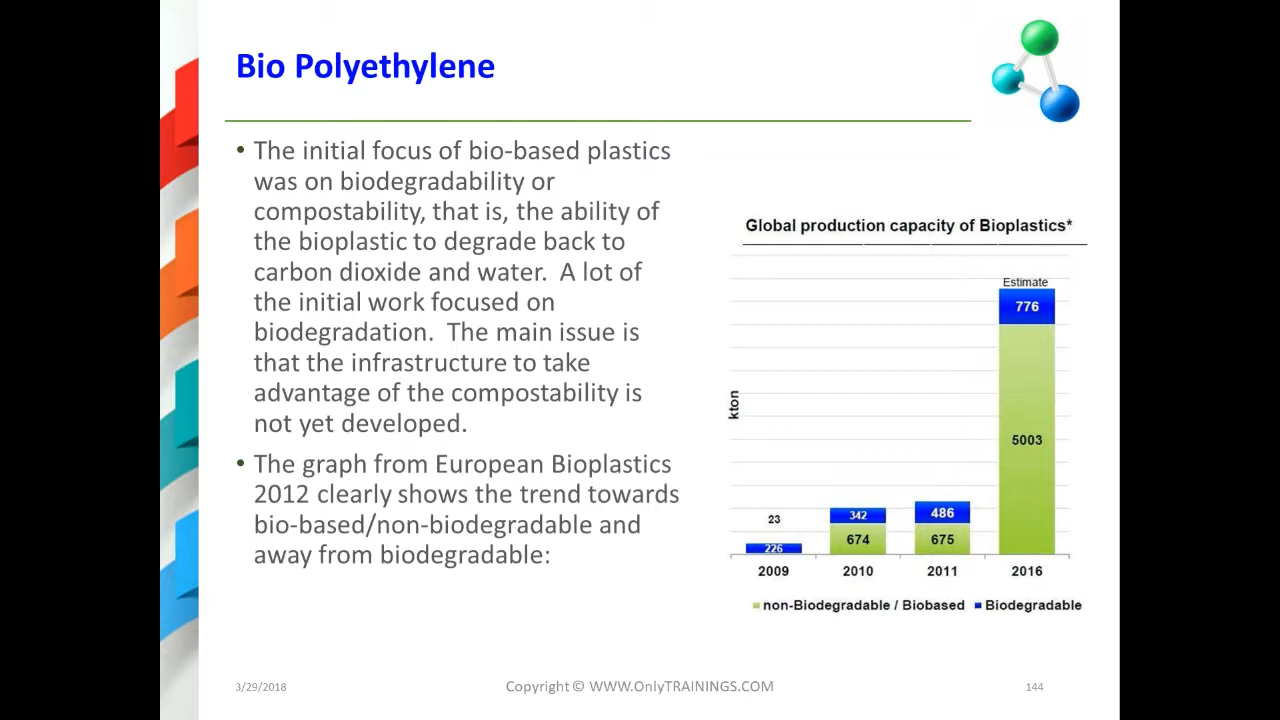 Bio Polyethylene
• The initial focus of bio-based plastics
was on biodegradability or
compostability, that is, the ability of
the bioplastic to degrade back to
carbon dioxide and water.  A lot of
the initial work focused on
biodegradation.  The main issue is
that the infrastructure to take
advantage of the compostability is
not yet developed.
• The graph from European Bioplastics
2012 clearly shows the trend towards
bio-based/non-biodegradable and
away from biodegradable:
Global production capacity of Bioplastics*
Estimate
776
kton
5003
23
342
486
226
674
675
2009
2010
2011
2016
non-Biodegradable / Biobased
Biodegradable
3/29/2018
Copyright © WWW.OnlyTRAININGS.COM
144